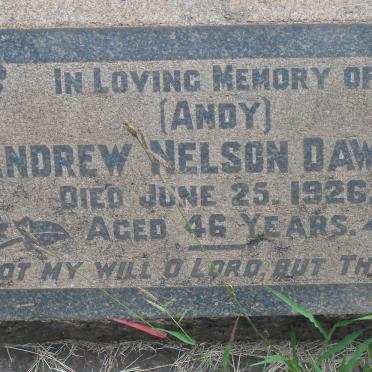 IN LOVING MEMORY OF
(ANDY)
ANDREW NELSON DAW
DIED JUNE 25, 1926,
AGED 46 YEARS.
NOT MY WILL O LORD, BUT TH